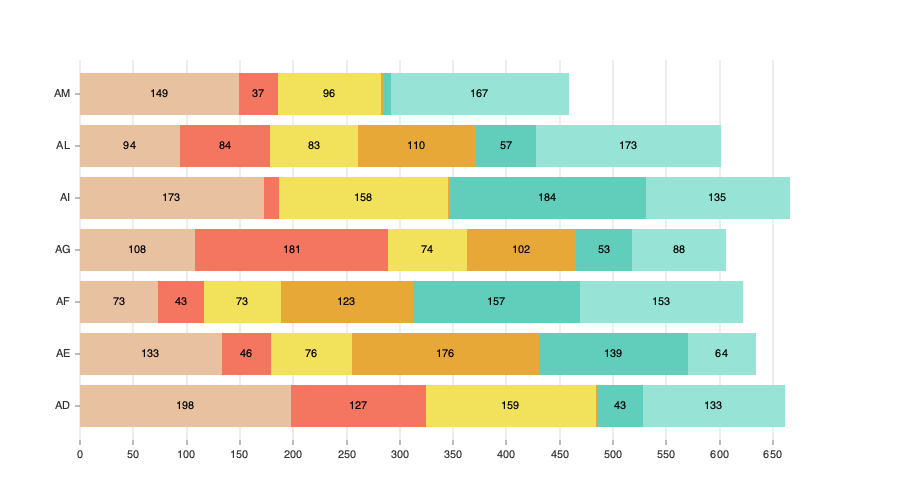 AM 149 37 96 167
AL 94 84 83 110 57 173
AI 173 158 184 135
AG 108 181 74 102 53 88
AF 73 43 73 123 157 153
AE 133 46 76 176 139 64
AD 198 127 159 43 133
0 50 100 150 200 250 300 350 400 450 500 550 600 650